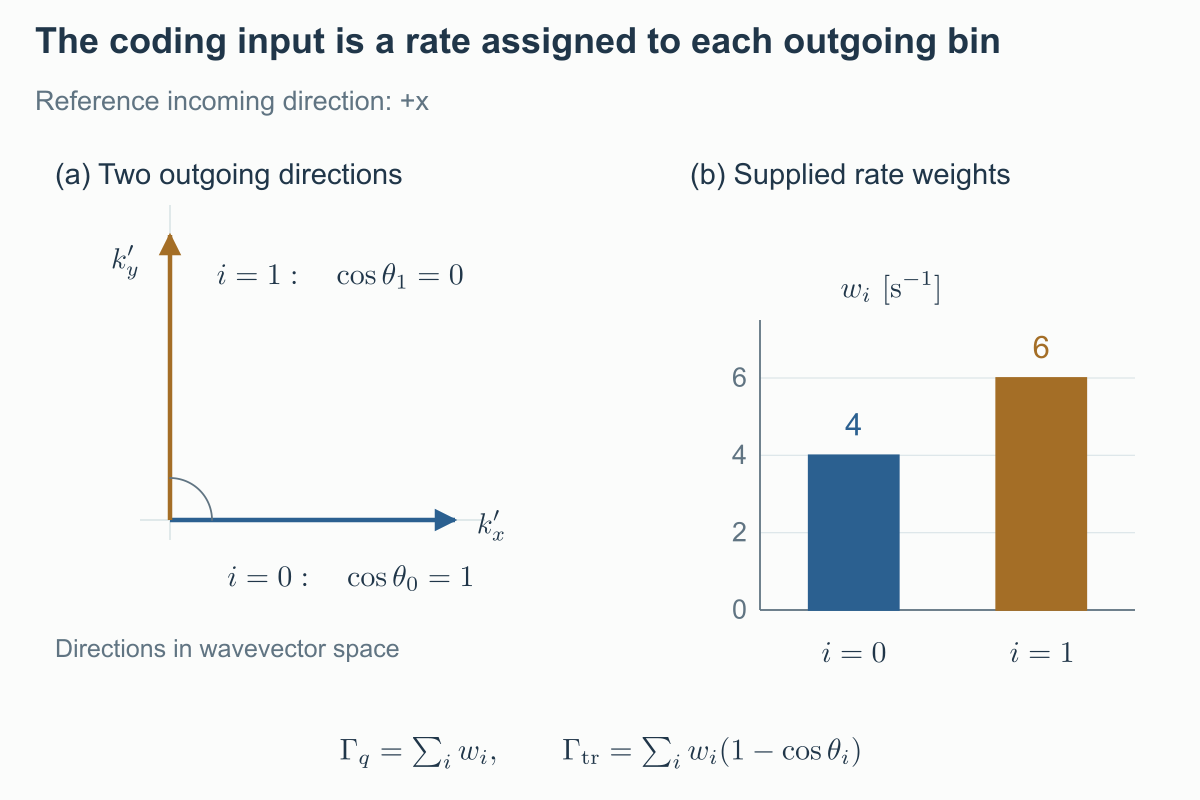 The coding input is a rate assigned to each outgoing bin
Reference incoming direction: +x
(a) Two outgoing directions
k′_y
i = 1 :  cos θ₁ = 0
k′_x
i = 0 :  cos θ₀ = 1
Directions in wavevector space
(b) Supplied rate weights
w_i [s⁻¹]
6
4
6
4
2
0
i = 0  i = 1
Γ_q = ∑_i w_i,  Γ_tr = ∑_i w_i(1 − cos θ_i)